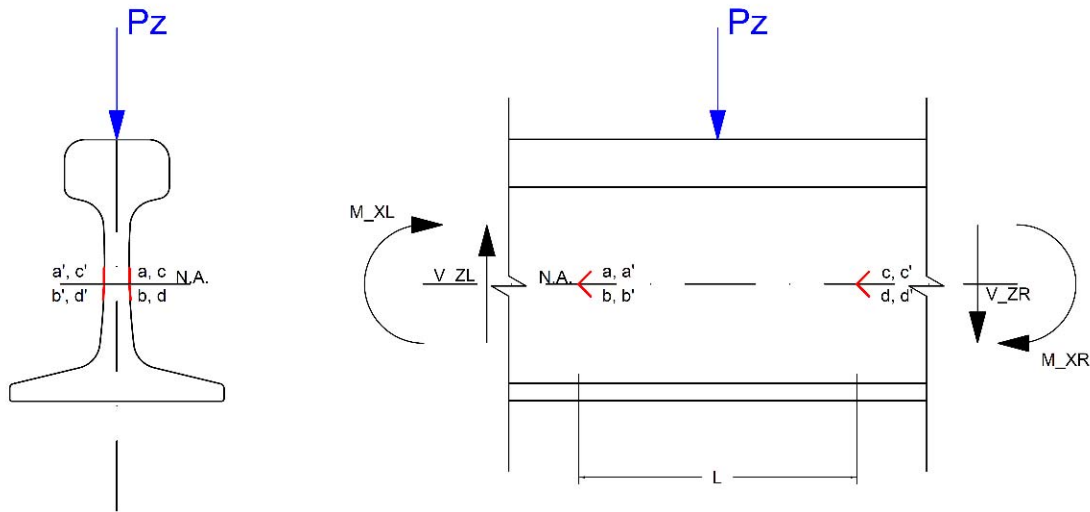 Pz
a', c'
a, c
N.A.
b', d'
b, d
Pz
M_XL
V_ZL
N.A.
a, a'
b, b'
c, c'
d, d'
V_ZR
M_XR
L